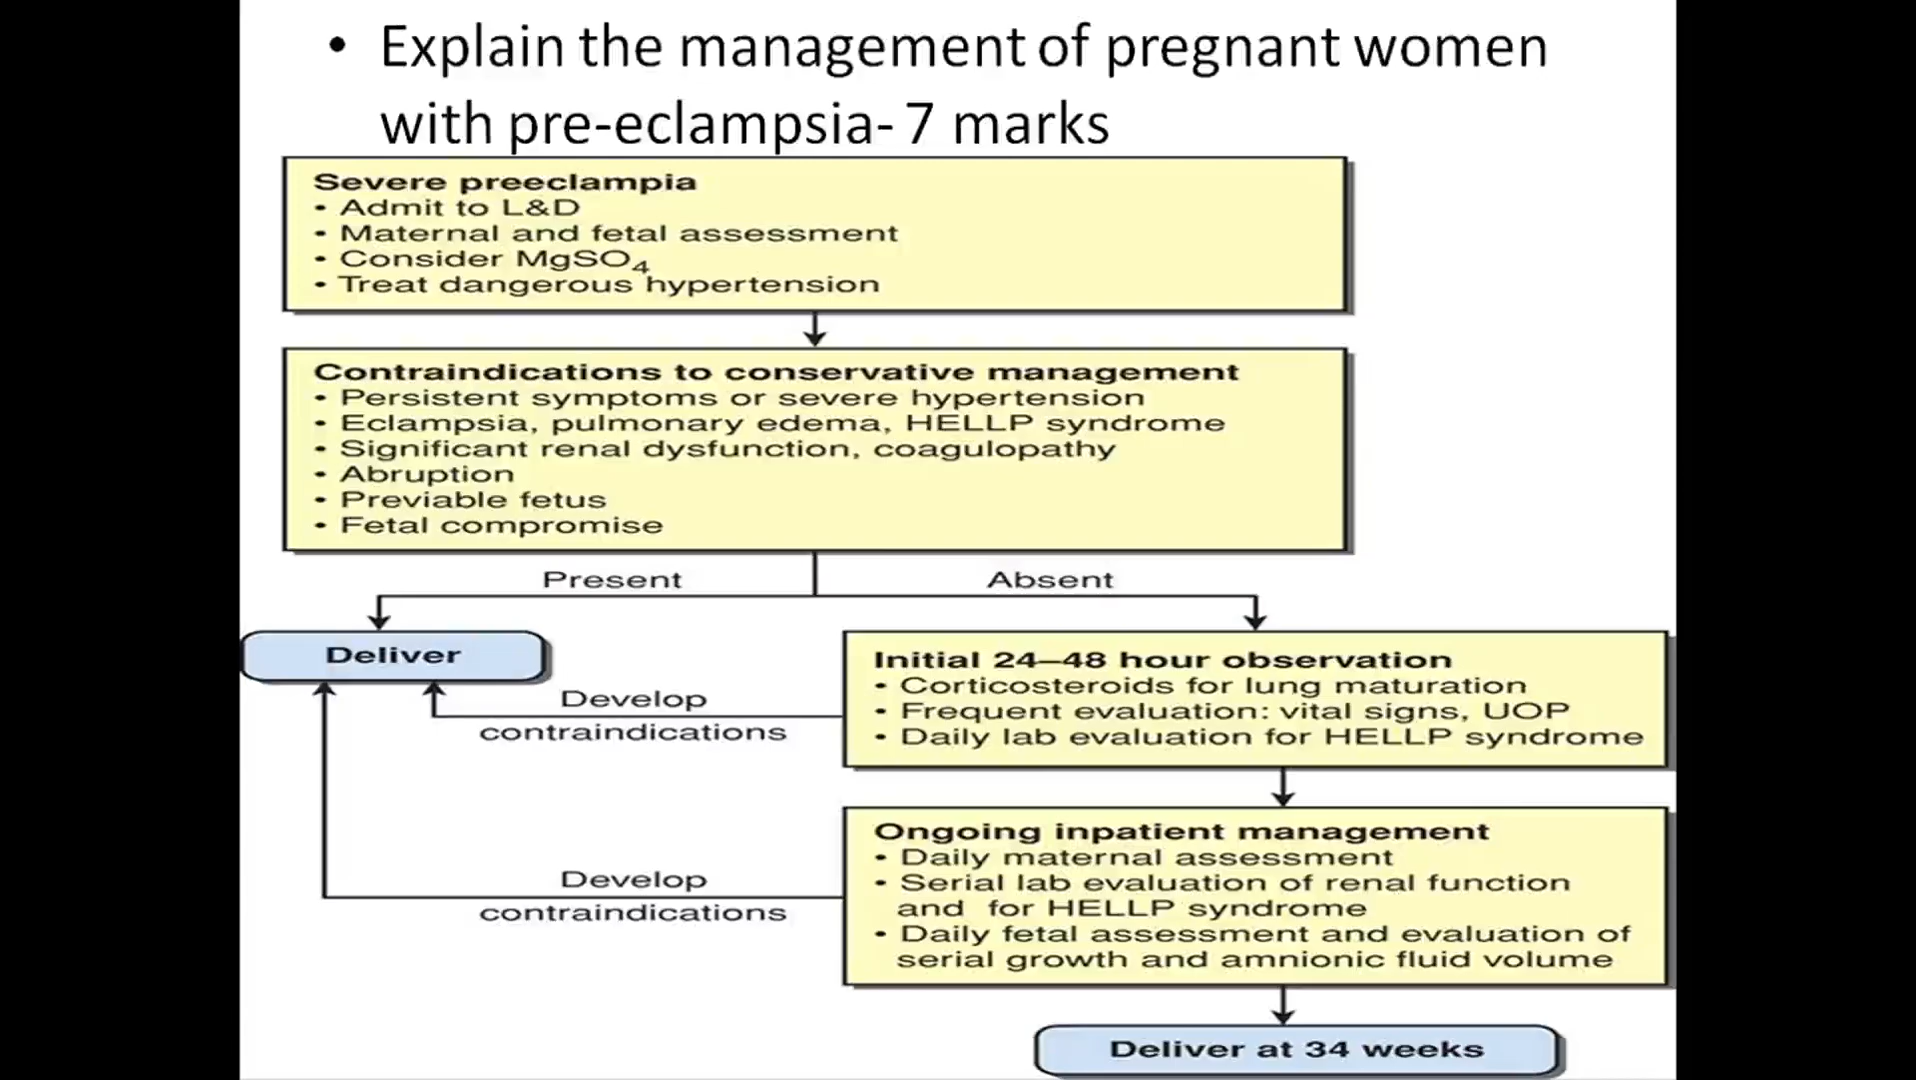 • Explain the management of pregnant women
with pre-eclampsia- 7 marks
Severe preeclampia
• Admit to L&D
• Maternal and fetal assessment
• Consider MgSO4
• Treat dangerous hypertension
Contraindications to conservative management
• Persistent symptoms or severe hypertension
• Eclampsia, pulmonary edema, HELLP syndrome
• Significant renal dysfunction, coagulopathy
• Abruption
• Previable fetus
• Fetal compromise
Present
Absent
Deliver
Initial 24–48 hour observation
• Corticosteroids for lung maturation
• Frequent evaluation: vital signs, UOP
• Daily lab evaluation for HELLP syndrome
Develop
contraindications
Ongoing inpatient management
• Daily maternal assessment
• Serial lab evaluation of renal function
and for HELLP syndrome
• Daily fetal assessment and evaluation of
serial growth and amnionic fluid volume
Develop
contraindications
Deliver at 34 weeks